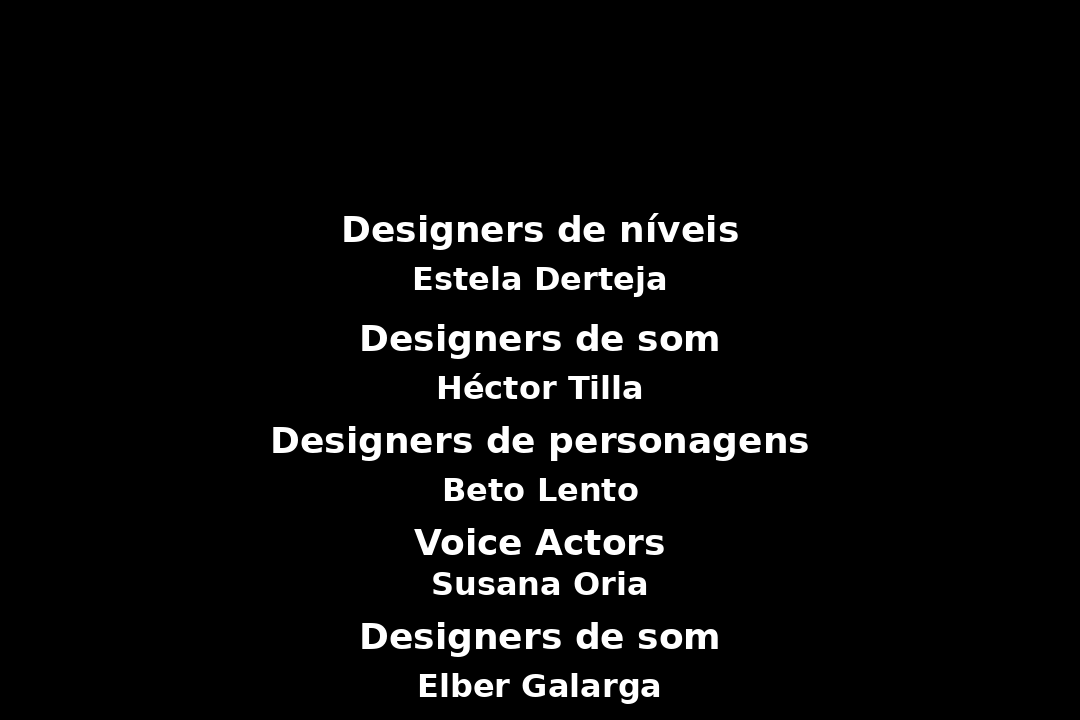 Designers de níveis
Estela Derteja
Designers de som
Héctor Tilla
Designers de personagens
Beto Lento
Voice Actors
Susana Oria
Designers de som
Elber Galarga